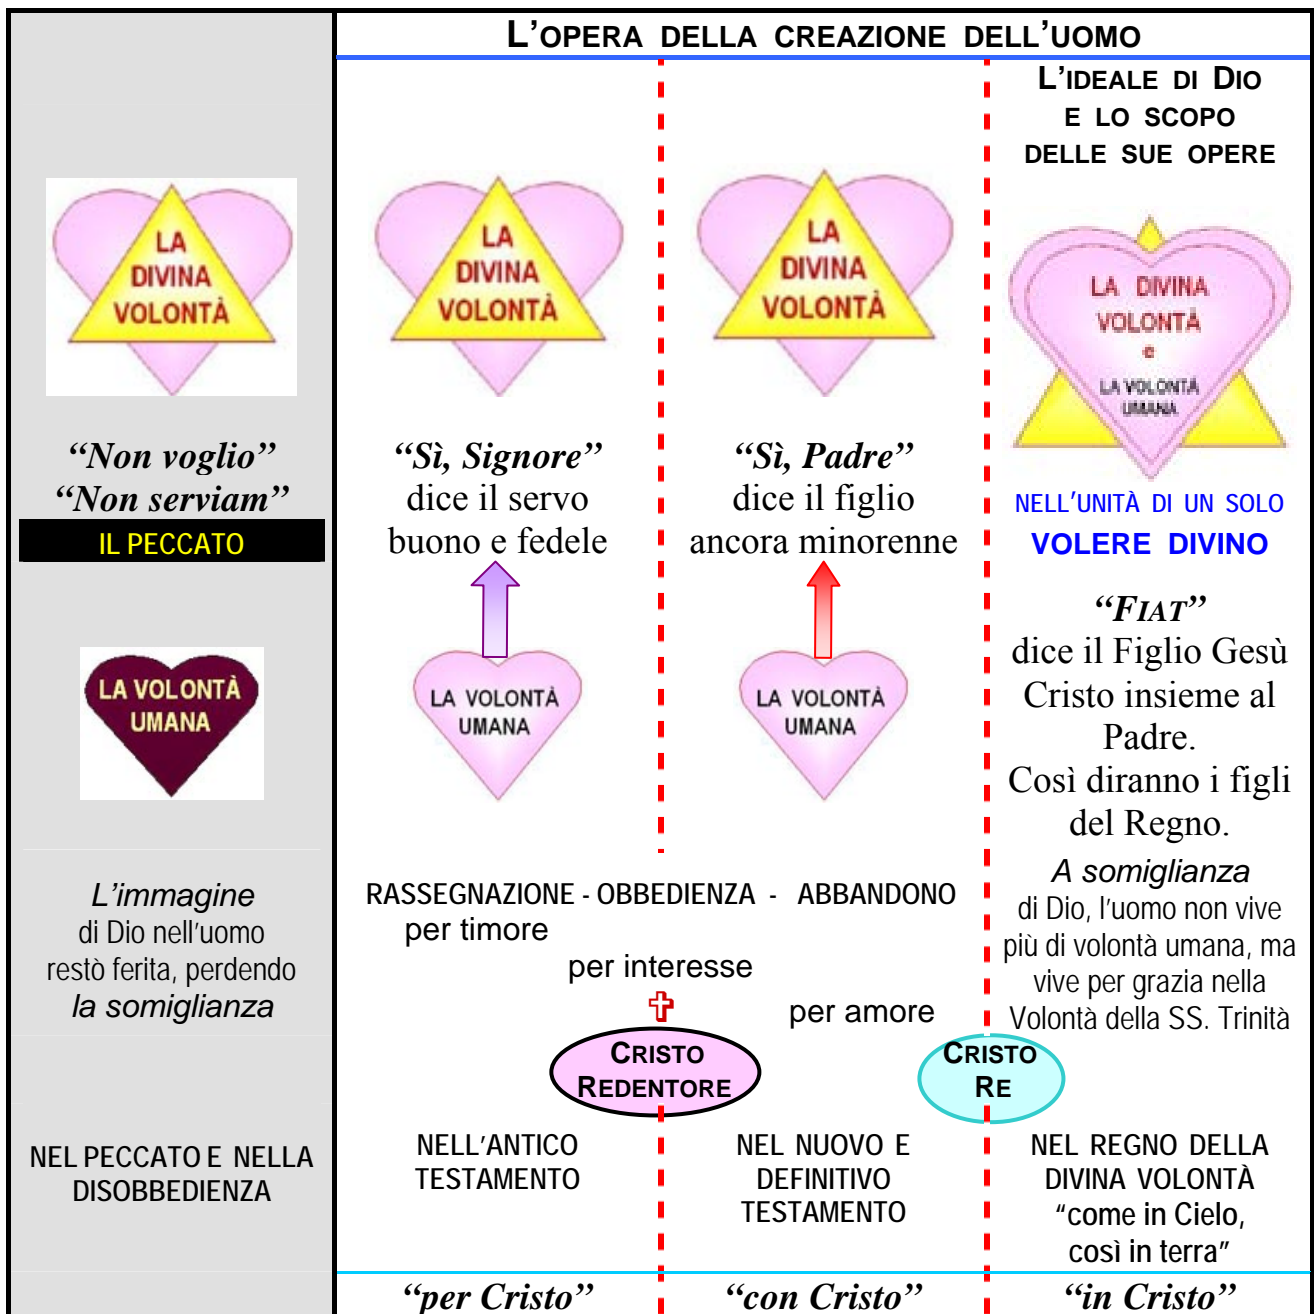 L'OPERA DELLA CREAZIONE DELL'UOMO
LA
DIVINA
VOLONTÀ
“Non voglio”
“Non serviam”
IL PECCATO
LA VOLONTÀ
UMANA
L'immagine
di Dio nell'uomo
restò ferita, perdendo
la somiglianza
NEL PECCATO E NELLA
DISOBBEDIENZA
LA
DIVINA
VOLONTÀ
“Sì, Signore”
dice il servo
buono e fedele
LA VOLONTÀ
UMANA
LA
DIVINA
VOLONTÀ
“Sì, Padre”
dice il figlio
ancora minorenne
LA VOLONTÀ
UMANA
RASSEGNAZIONE - OBBEDIENZA - ABBANDONO
per timore
per interesse
per amore
CRISTO
REDENTORE
CRISTO
RE
NELL'ANTICO
TESTAMENTO
NEL NUOVO E
DEFINITIVO
TESTAMENTO
L'IDEALE DI DIO
E LO SCOPO
DELLE SUE OPERE
LA DIVINA
VOLONTÀ
e
LA VOLONTÀ
UMANA
NELL'UNITÀ DI UN SOLO
VOLERE DIVINO
“FIAT”
dice il Figlio Gesù
Cristo insieme al
Padre.
Così diranno i figli
del Regno.
A somiglianza
di Dio, l'uomo non vive
più di volontà umana, ma
vive per grazia nella
Volontà della SS. Trinità
NEL REGNO DELLA
DIVINA VOLONTÀ
“come in Cielo,
così in terra”
“per Cristo”
“con Cristo”
“in Cristo”